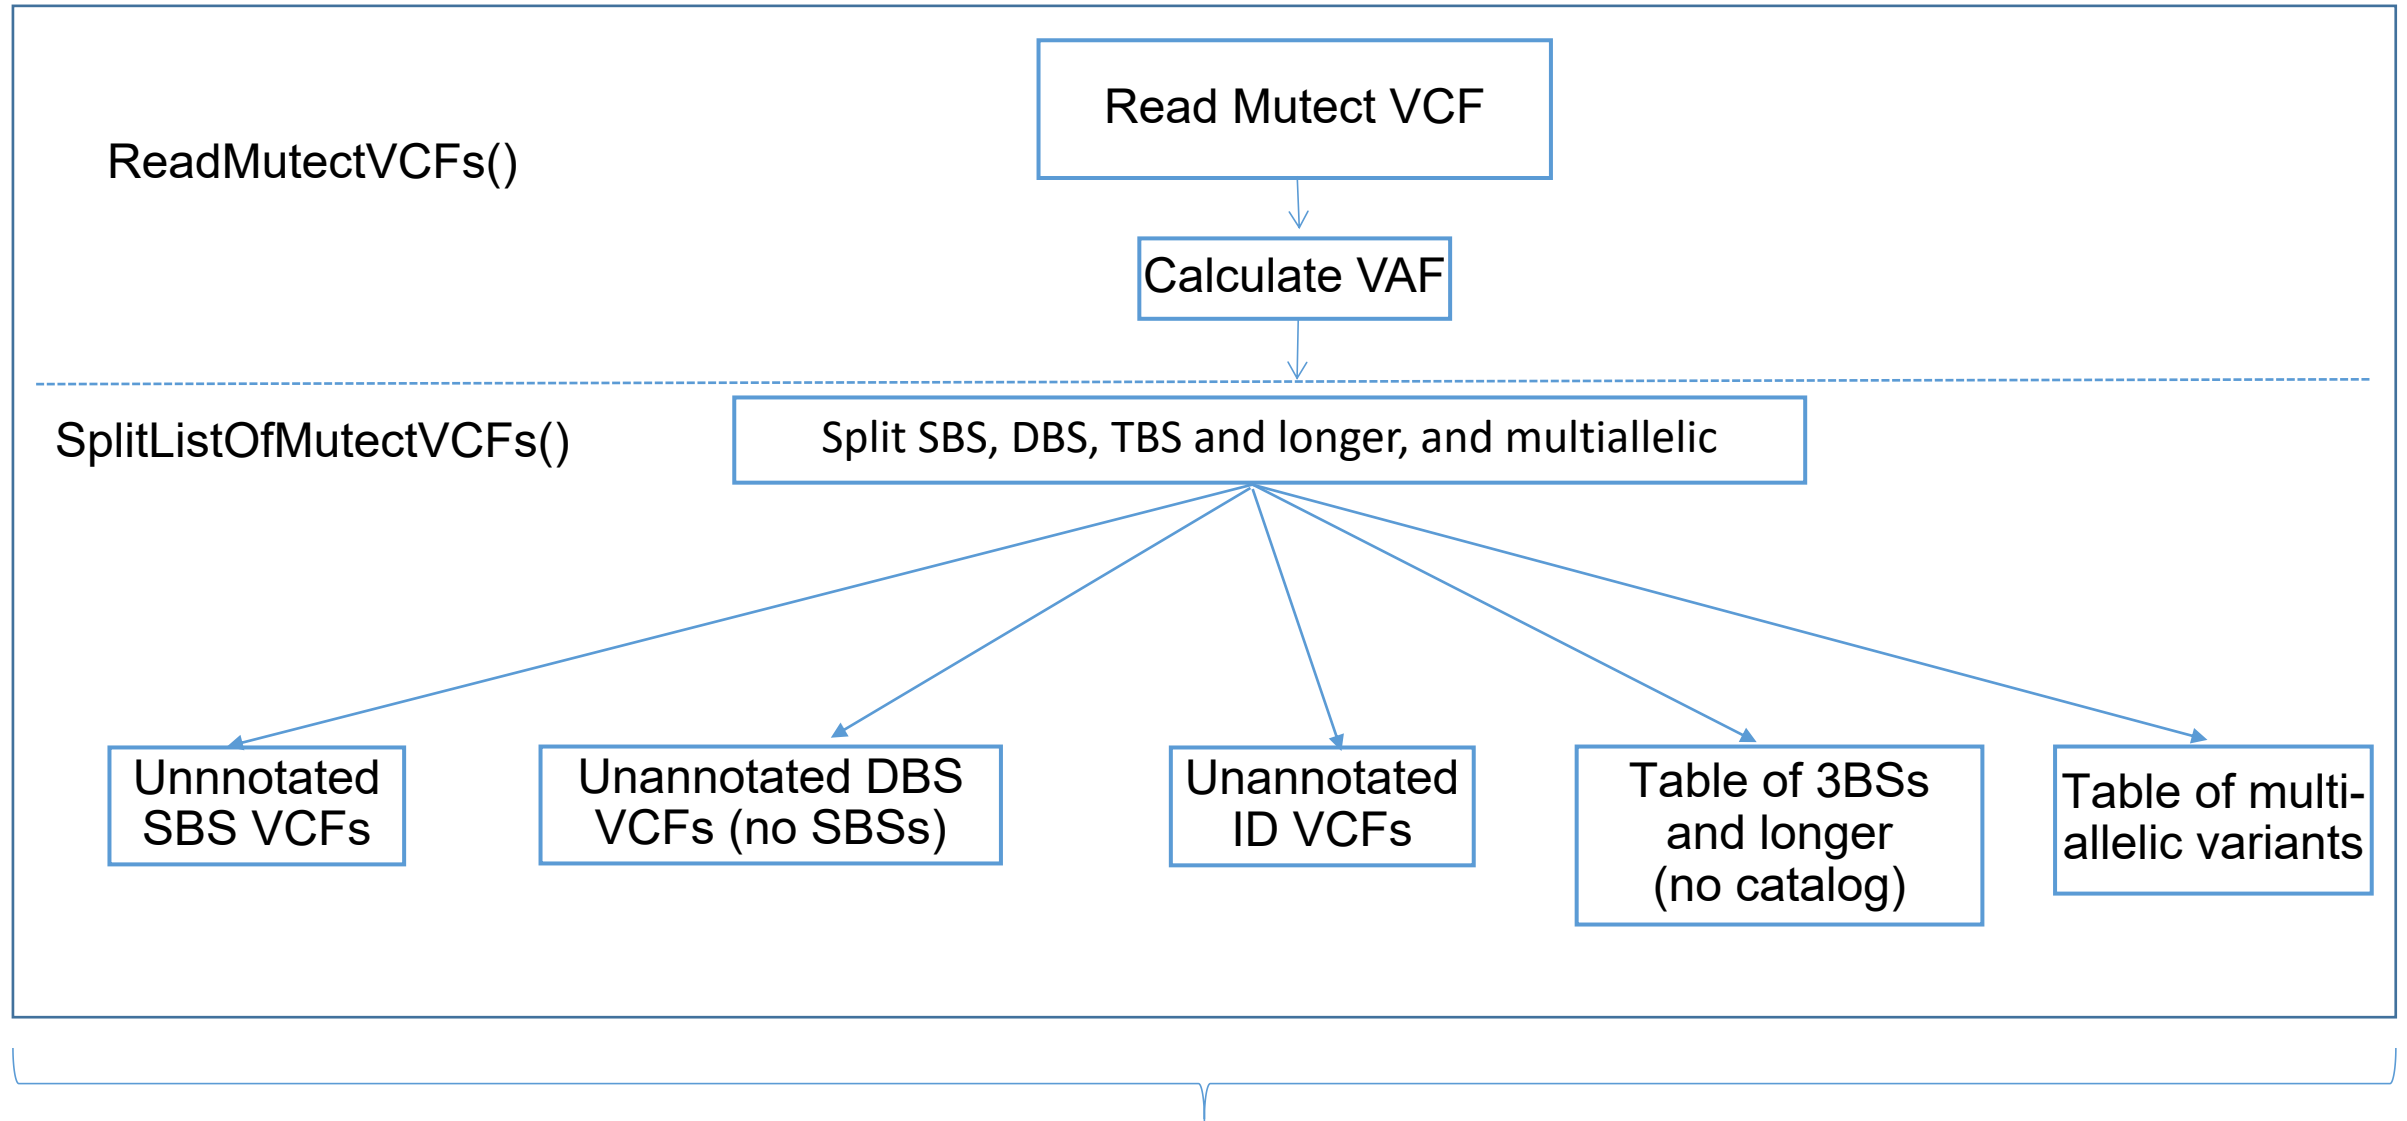 Read Mutect VCF
ReadMutectVCFs()
Calculate VAF
SplitListOfMutectVCFs()
Split SBS, DBS, TBS and longer, and multiallelic
Unnnotated
SBS VCFs
Unannotated DBS
VCFs (no SBSs)
Unannotated
ID VCFs
Table of 3BSs
and longer
(no catalog)
Table of multi-
allelic variants